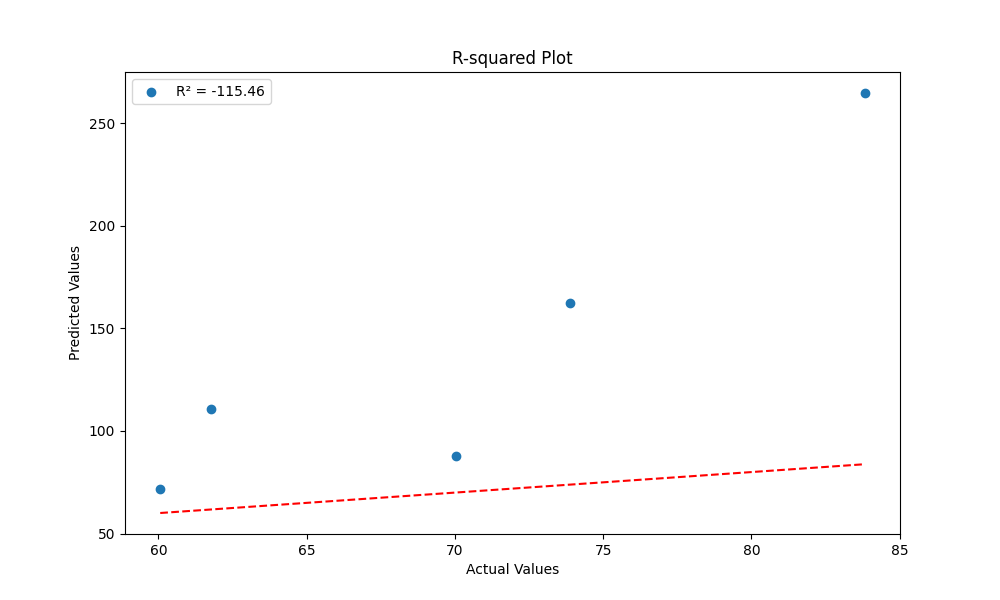 R-squared Plot
R² = -115.46
Predicted Values
250
200
150
100
50
60
65
70
75
80
85
Actual Values